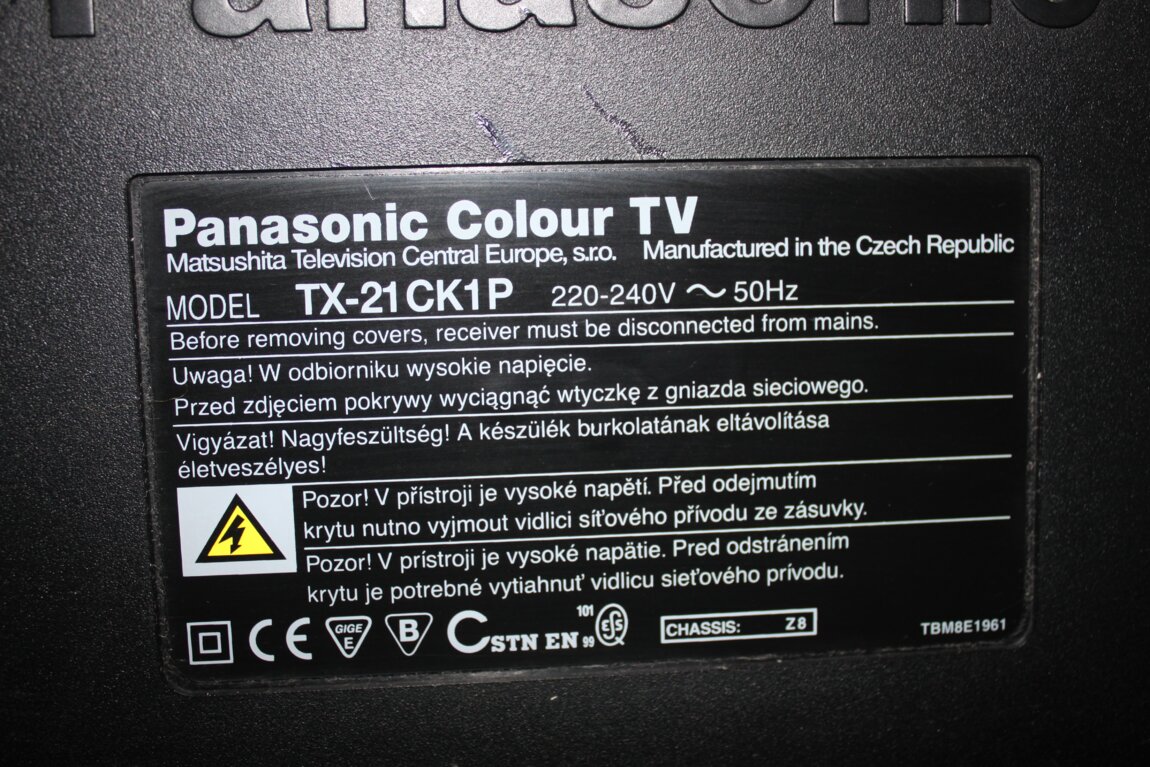 Panasonic
Panasonic Colour TV
Matsushita Television Central Europe, s.r.o. Manufactured in the Czech Republic
MODEL TX-21CK1P 220-240V ~ 50Hz
Before removing covers, receiver must be disconnected from mains.
Uwaga! W odbiorniku wysokie napięcie.
Przed zdjęciem pokrywy wyciągnąć wtyczkę z gniazda sieciowego.
Vigyázat! Nagyfeszültség! A készülék burkolatának eltávolítása
életveszélyes!
Pozor! V přístroji je vysoké napětí. Před odejmutím
krytu nutno vyjmout vidlici síťového přívodu ze zásuvky.
Pozor! V prístroji je vysoké napätie. Pred odstránením
krytu je potrebné vytiahnuť vidlicu sieťového prívodu.
CE GIGE E B CSTN EN 101 99 CHASSIS: Z8 TBM8E1961